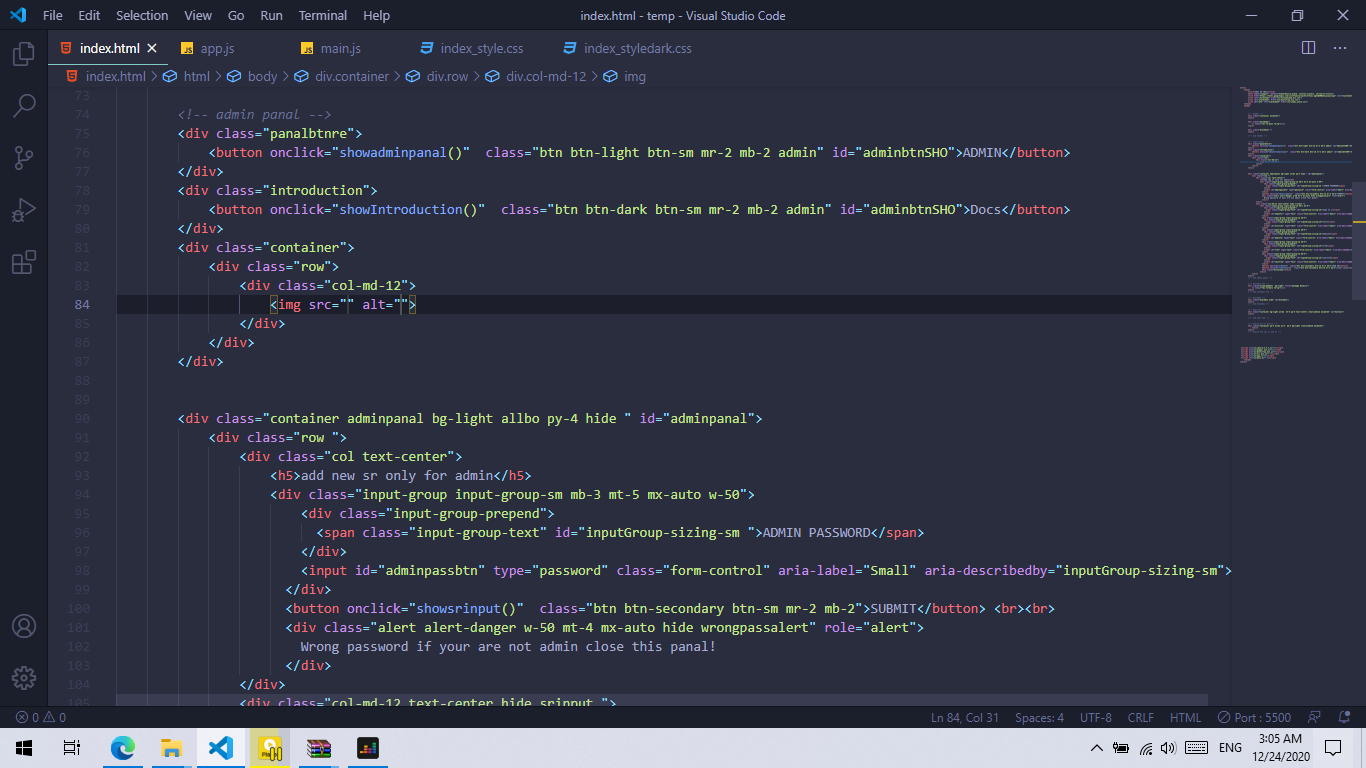 File Edit Selection View Go Run Terminal Help index.html - temp - Visual Studio Code
index.html app.js main.js index_style.css index_styledark.css
index.html > html > body > div.container > div.row > div.col-md-12 > img
73
74 <!-- admin panal -->
75 <div class="panalbtnre">
76 <button onclick="showadminpanal()"  class="btn btn-light btn-sm mr-2 mb-2 admin" id="adminbtnSHO">ADMIN</button>
77 </div>
78 <div class="introduction">
79 <button onclick="showIntroduction()"  class="btn btn-dark btn-sm mr-2 mb-2 admin" id="adminbtnSHO">Docs</button>
80 </div>
81 <div class="container">
82 <div class="row">
83 <div class="col-md-12">
84 <img src="" alt="">
85 </div>
86 </div>
87 </div>
88
89
90 <div class="container adminpanal bg-light allbo py-4 hide " id="adminpanal">
91 <div class="row ">
92 <div class="col text-center">
93 <h5>add new sr only for admin</h5>
94 <div class="input-group input-group-sm mb-3 mt-5 mx-auto w-50">
95 <div class="input-group-prepend">
96 <span class="input-group-text" id="inputGroup-sizing-sm ">ADMIN PASSWORD</span>
97 </div>
98 <input id="adminpassbtn" type="password" class="form-control" aria-label="Small" aria-describedby="inputGroup-sizing-sm">
99 </div>
100 <button onclick="showsrinput()"  class="btn btn-secondary btn-sm mr-2 mb-2">SUBMIT</button> <br><br>
101 <div class="alert alert-danger w-50 mt-4 mx-auto hide wrongpassalert" role="alert">
102 Wrong password if your are not admin close this panal!
103 </div>
104 </div>
105 <div class="col-md-12 text-center hide srinput ">
0 0 Ln 84, Col 31 Spaces: 4 UTF-8 CRLF HTML Port : 5500
ENG 3:05 AM
12/24/2020